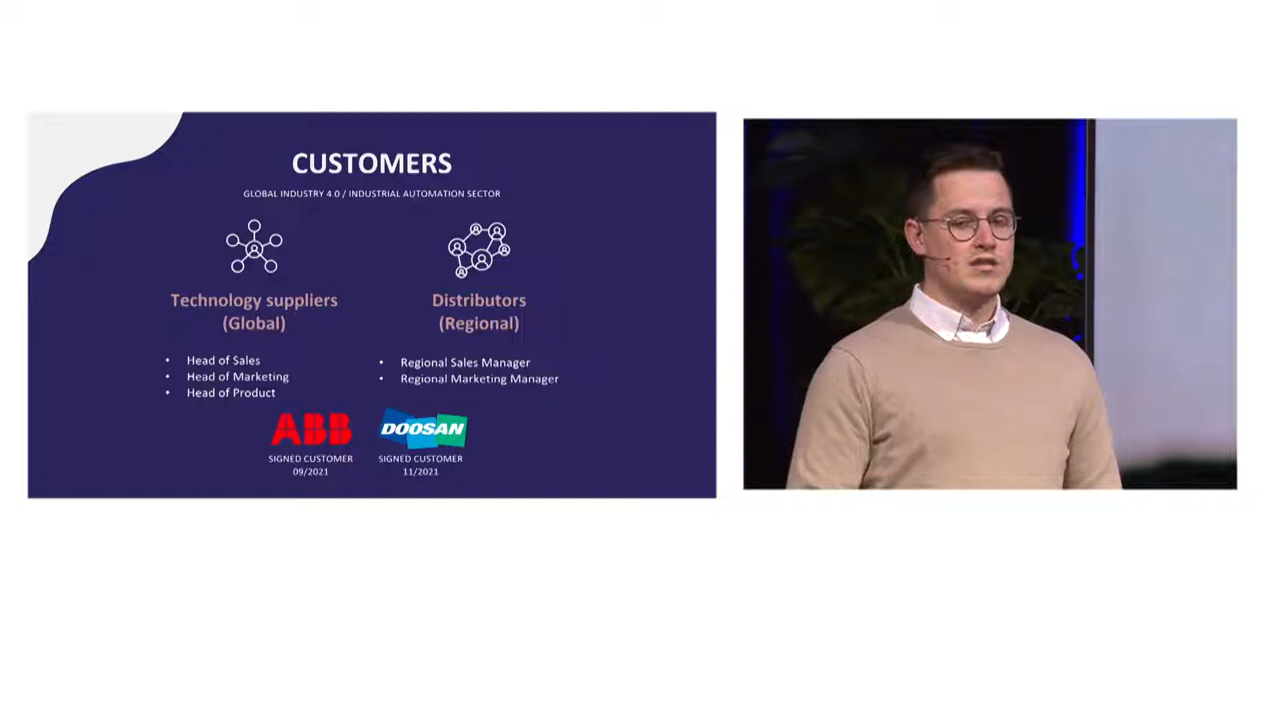 CUSTOMERS
GLOBAL INDUSTRY 4.0 / INDUSTRIAL AUTOMATION SECTOR
Technology suppliers
(Global)
• Head of Sales
• Head of Marketing
• Head of Product
Distributors
(Regional)
• Regional Sales Manager
• Regional Marketing Manager
ABB
SIGNED CUSTOMER
09/2021
DOOSAN
SIGNED CUSTOMER
11/2021